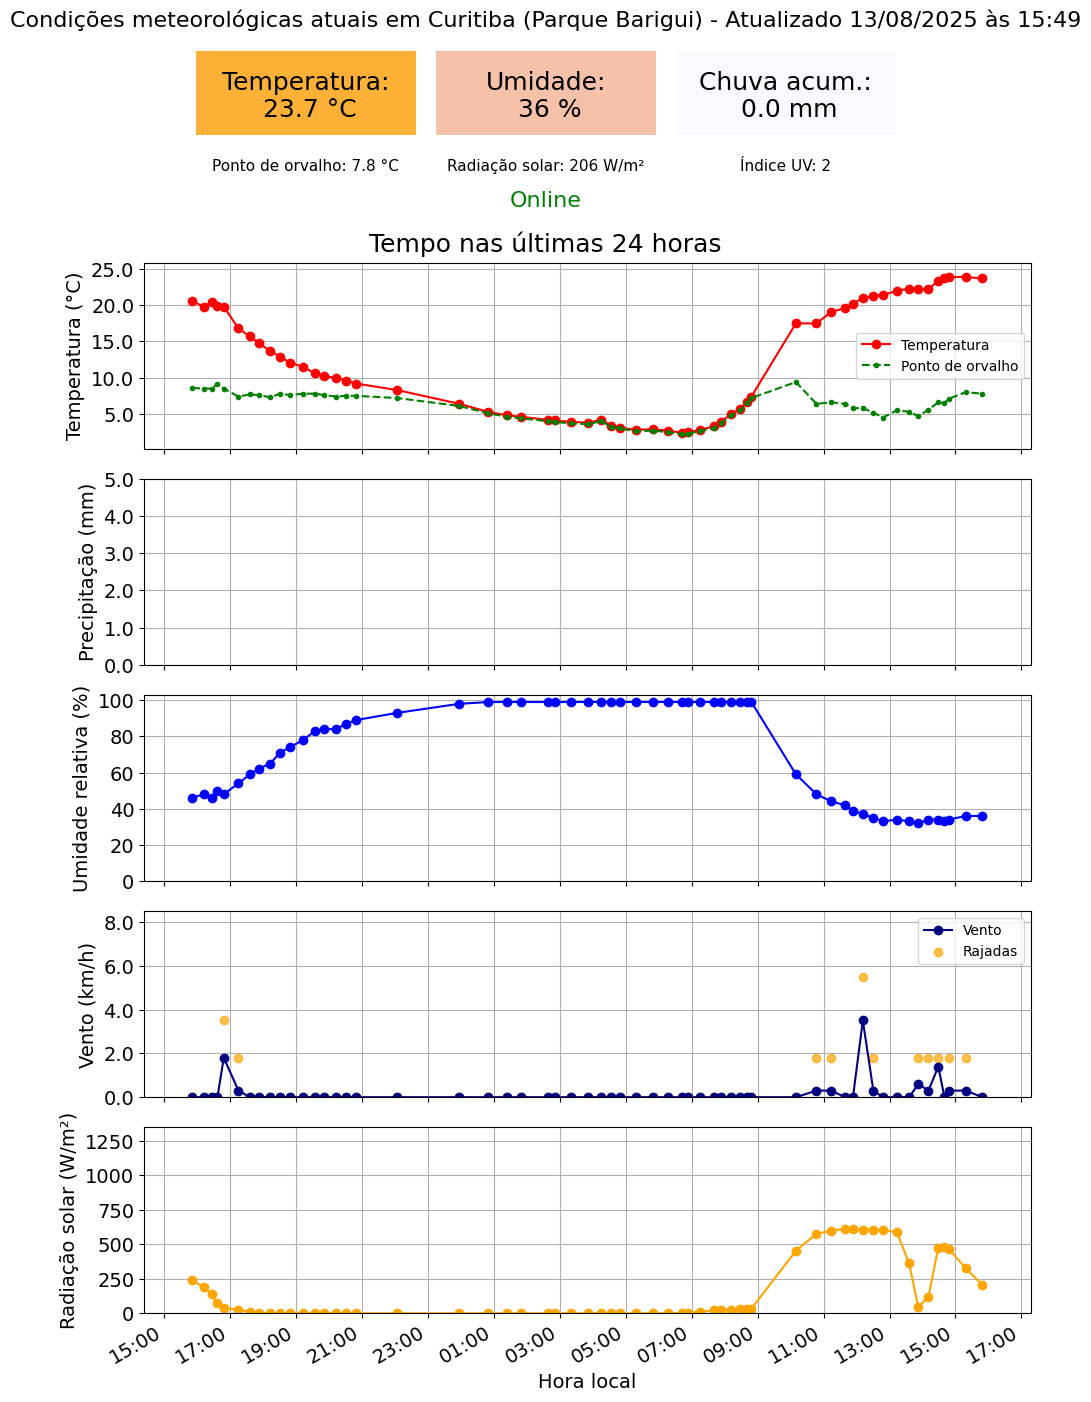 Condições meteorológicas atuais em Curitiba (Parque Barigui) - Atualizado 13/08/2025 às 15:49
Temperatura:
23.7 °C
Umidade:
36 %
Chuva acum.:
0.0 mm
Ponto de orvalho: 7.8 °C
Radiação solar: 206 W/m²
Índice UV: 2
Online
Tempo nas últimas 24 horas
Temperatura (°C)
25.0
20.0
15.0
10.0
5.0
Temperatura
Ponto de orvalho
Precipitação (mm)
5.0
4.0
3.0
2.0
1.0
0.0
Umidade relativa (%)
100
80
60
40
20
0
Vento (km/h)
8.0
6.0
4.0
2.0
0.0
Vento
Rajadas
Radiação solar (W/m²)
1250
1000
750
500
250
0
15:00
17:00
19:00
21:00
23:00
01:00
03:00
05:00
07:00
09:00
11:00
13:00
15:00
17:00
Hora local